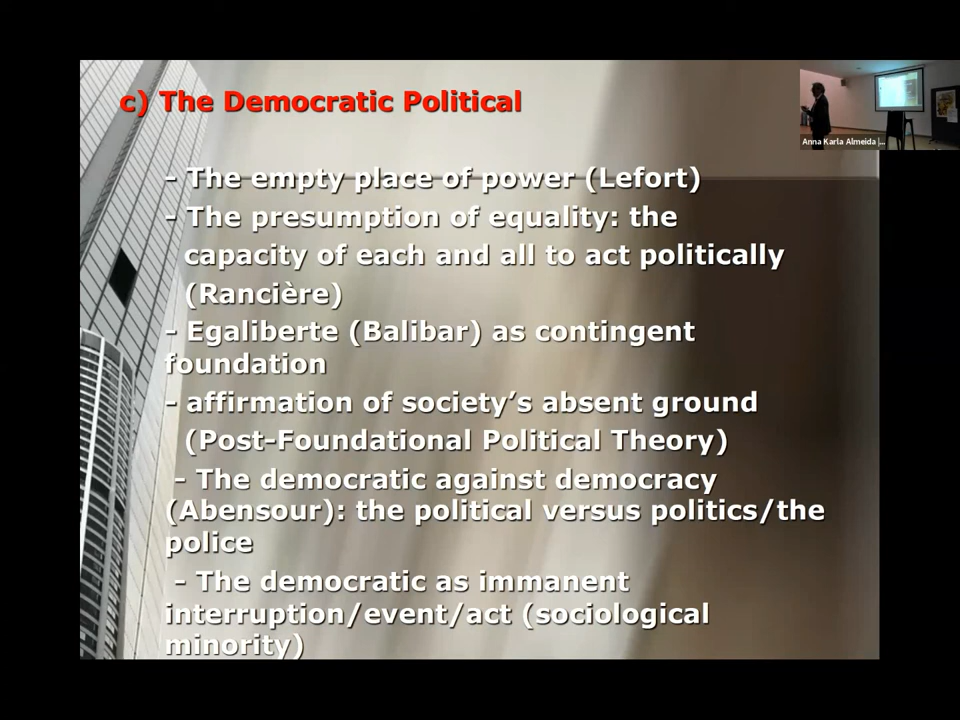 c) The Democratic Political
Anna Karla Almeida |...
- The empty place of power (Lefort)
- The presumption of equality: the
capacity of each and all to act politically
(Rancière)
- Egaliberte (Balibar) as contingent
foundation
- affirmation of society’s absent ground
(Post-Foundational Political Theory)
- The democratic against democracy
(Abensour): the political versus politics/the
police
- The democratic as immanent
interruption/event/act (sociological
minority)